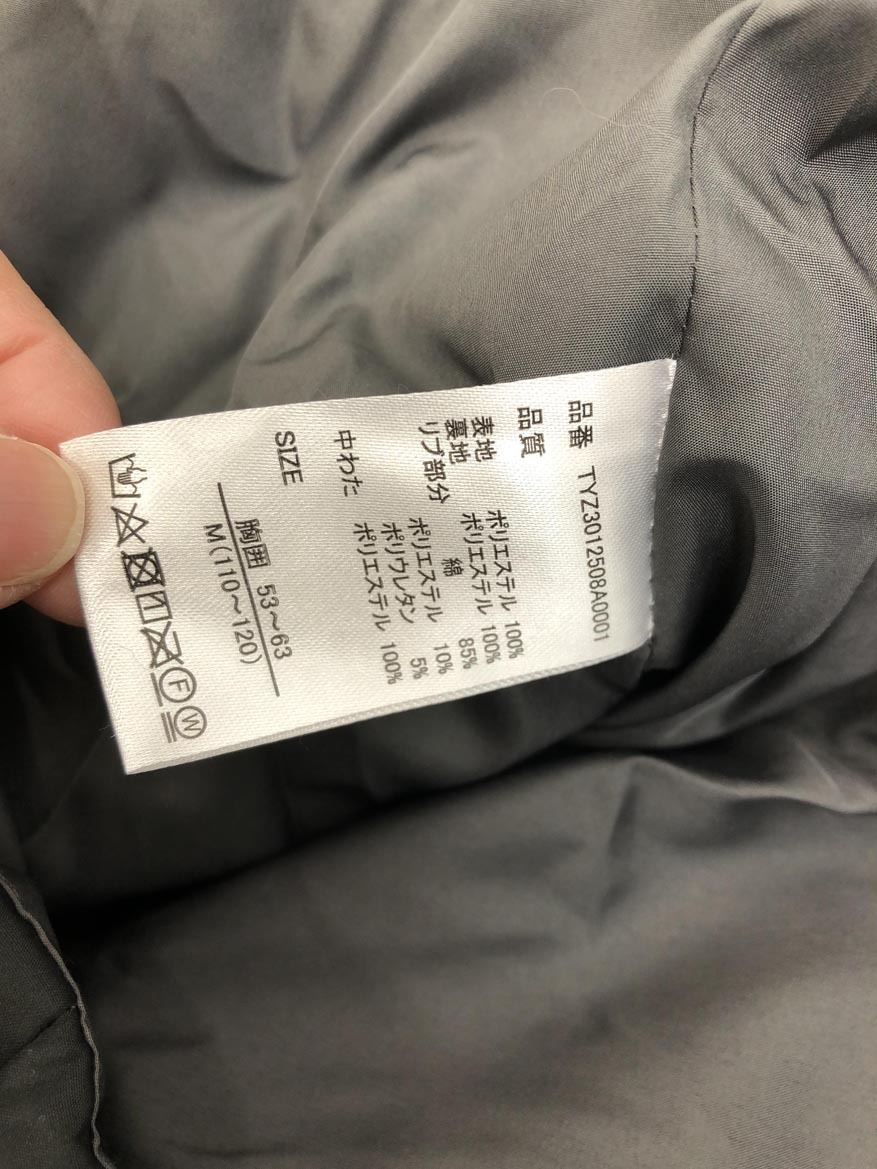 品番 TYZ3012508A0001
品質
表地 ポリエステル 100%
裏地 ポリエステル 100%
リブ部分 綿 85%
ポリエステル 10%
ポリウレタン 5%
中わた ポリエステル 100%
SIZE
胸囲 53～63
M(110～120)
F W